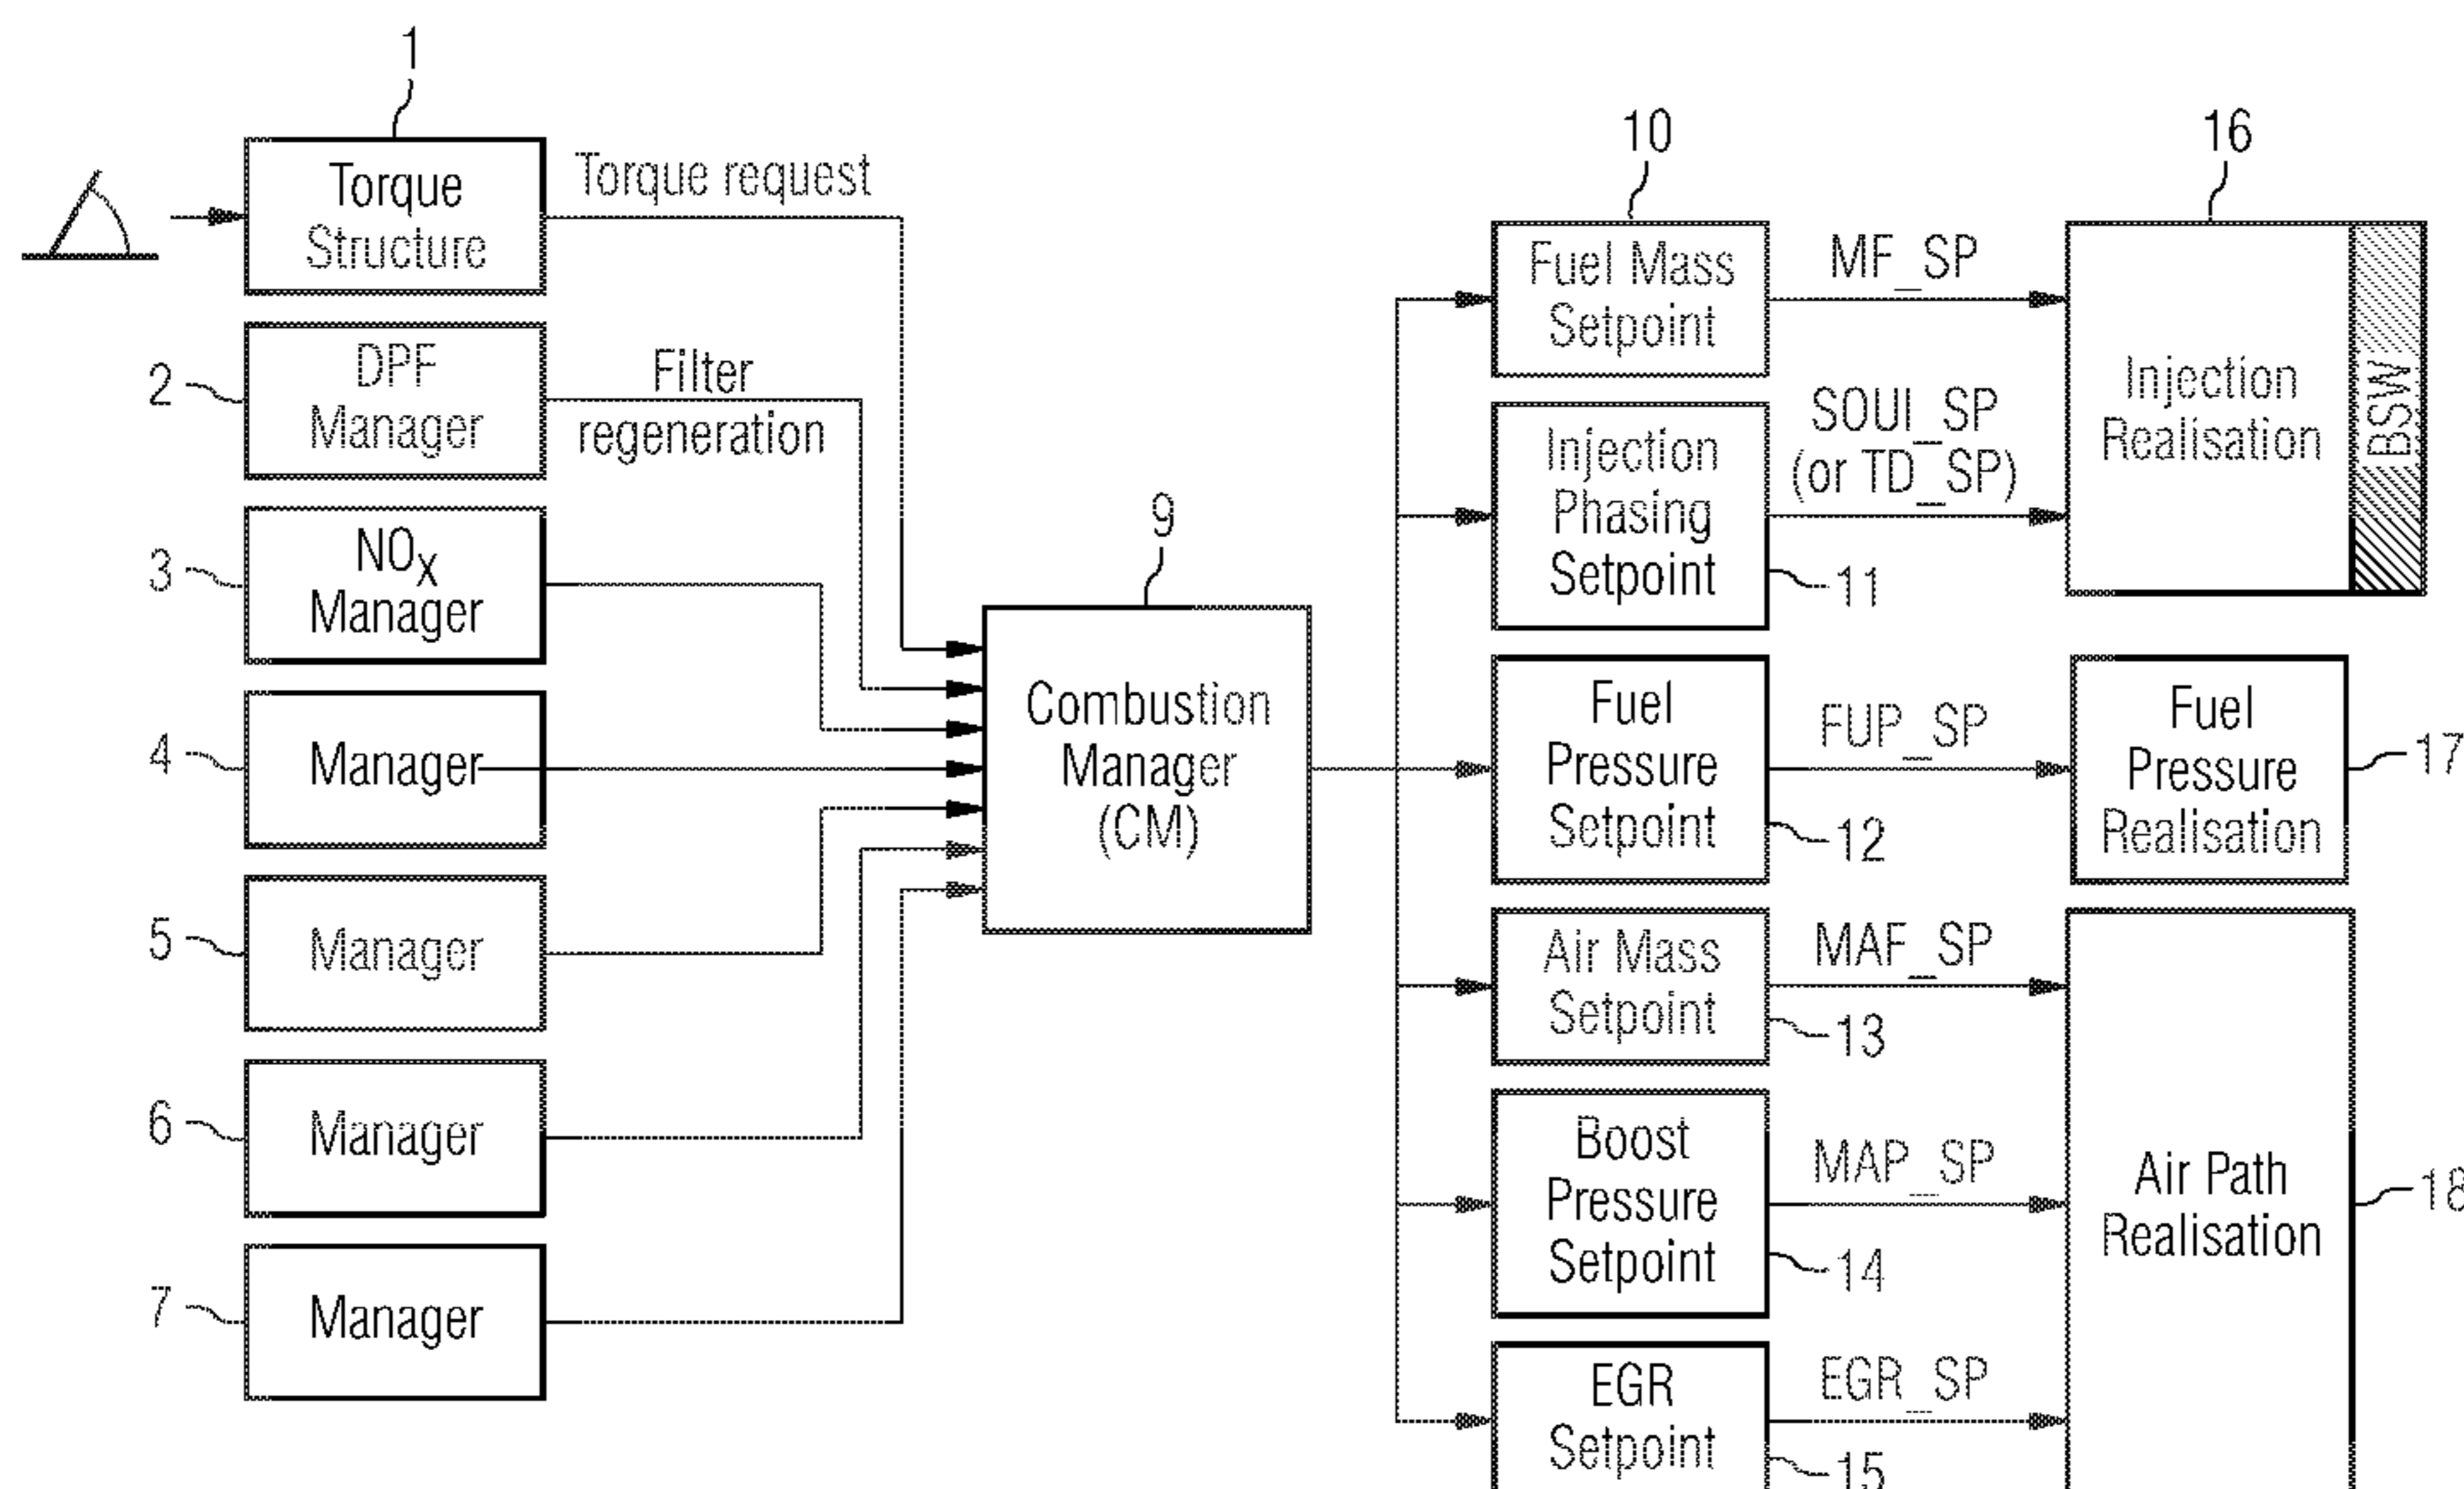 1
Torque
Structure
Torque request
2
DPF
Manager
Filter
regeneration
3
NOX
Manager
4
Manager
5
Manager
6
Manager
7
Manager
9
Combustion
Manager
(CM)
10
Fuel Mass
Setpoint
MF_SP
Injection
Phasing
Setpoint
11
SOUI_SP
(or TD_SP)
Fuel
Pressure
Setpoint
12
FUP_SP
Air Mass
Setpoint
13
MAF_SP
Boost
Pressure
Setpoint
14
MAP_SP
EGR
Setpoint
15
EGR_SP
16
Injection
Realisation
BSW
Fuel
Pressure
Realisation
17
Air Path
Realisation
18